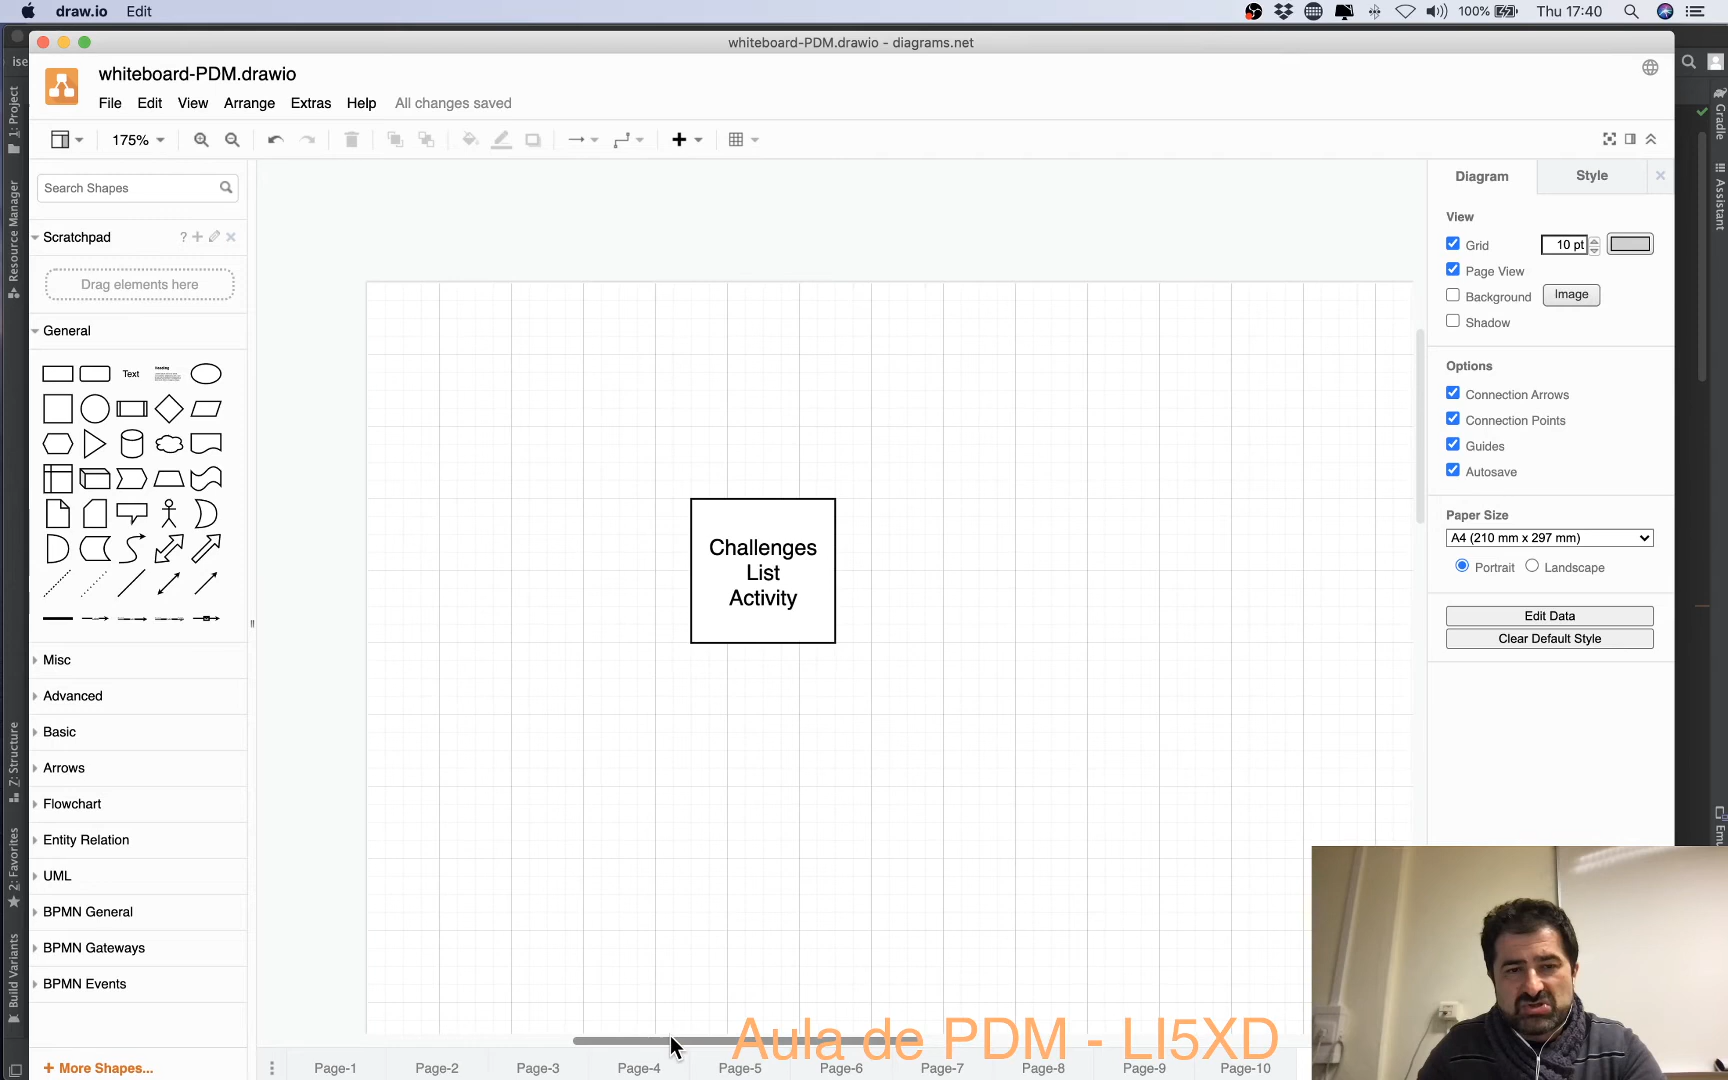 draw.io Edit
100% Thu 17:40
whiteboard-PDM.drawio - diagrams.net
ise
whiteboard-PDM.drawio
File Edit View Arrange Extras Help All changes saved
175%
1: Project
Resource Manager
Z: Structure
2: Favorites
Build Variants
Search Shapes
Scratchpad ?
Drag elements here
General
Text
Heading
Misc
Advanced
Basic
Arrows
Flowchart
Entity Relation
UML
BPMN General
BPMN Gateways
BPMN Events
+ More Shapes...
Challenges
List
Activity
Diagram Style
View
Grid 10 pt
Page View
Background Image
Shadow
Options
Connection Arrows
Connection Points
Guides
Autosave
Paper Size
A4 (210 mm x 297 mm)
Portrait Landscape
Edit Data
Clear Default Style
Gradle
Assistant
Emu
Aula de PDM - LI5XD
Page-1 Page-2 Page-3 Page-4 Page-5 Page-6 Page-7 Page-8 Page-9 Page-10